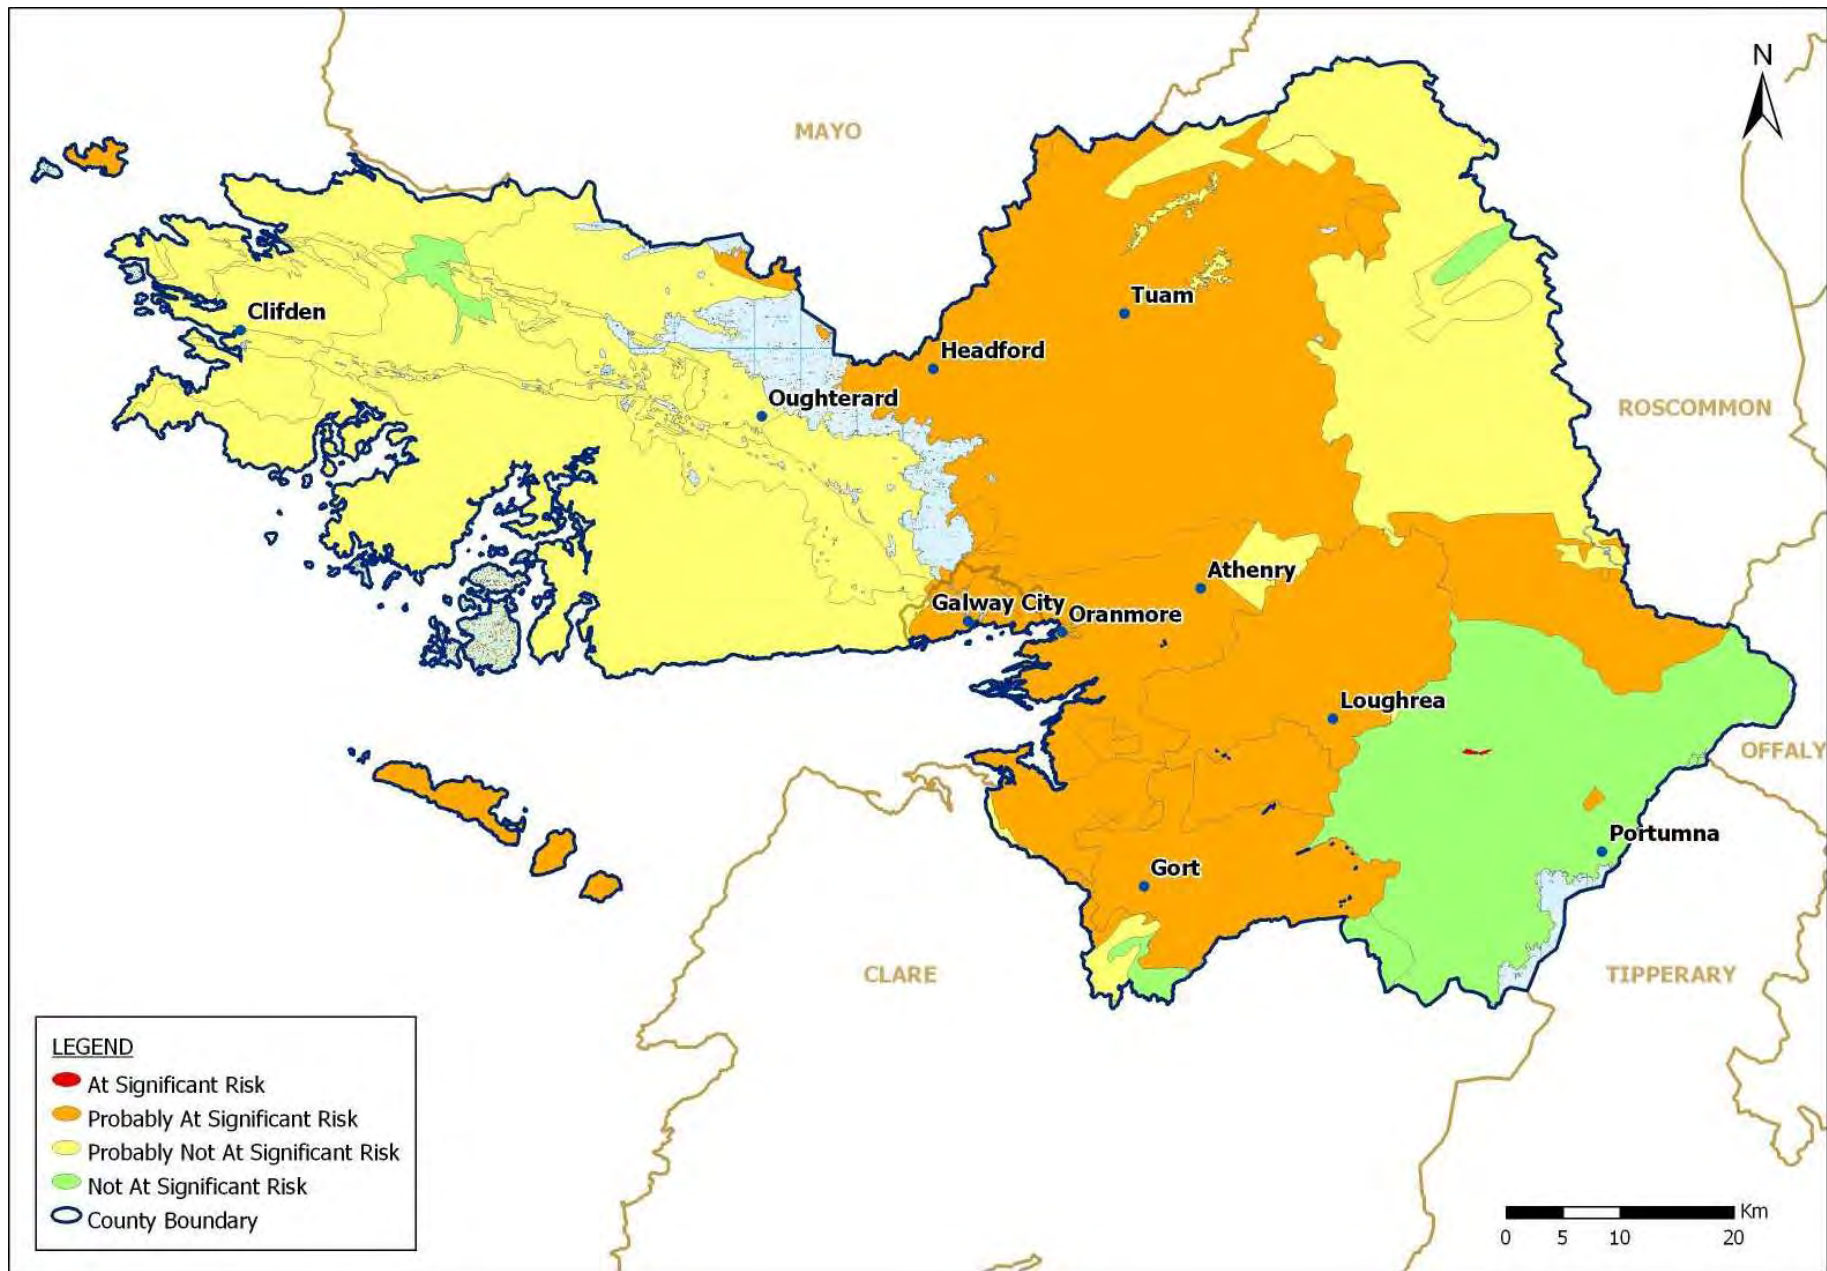 N
MAYO
Clifden
Tuam
Headford
Oughterard
ROSCOMMON
Athenry
Galway City
Oranmore
Loughrea
OFFALY
Portumna
Gort
CLARE
TIPPERARY
LEGEND
At Significant Risk
Probably At Significant Risk
Probably Not At Significant Risk
Not At Significant Risk
County Boundary
Km
0 5 10 20